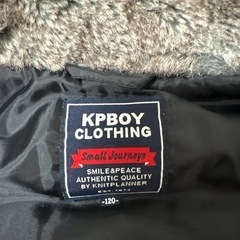 KPBOY
CLOTHING
Small Journeys
SMILE&PEACE
AUTHENTIC QUALITY
BY KNITPLANNER
-120-